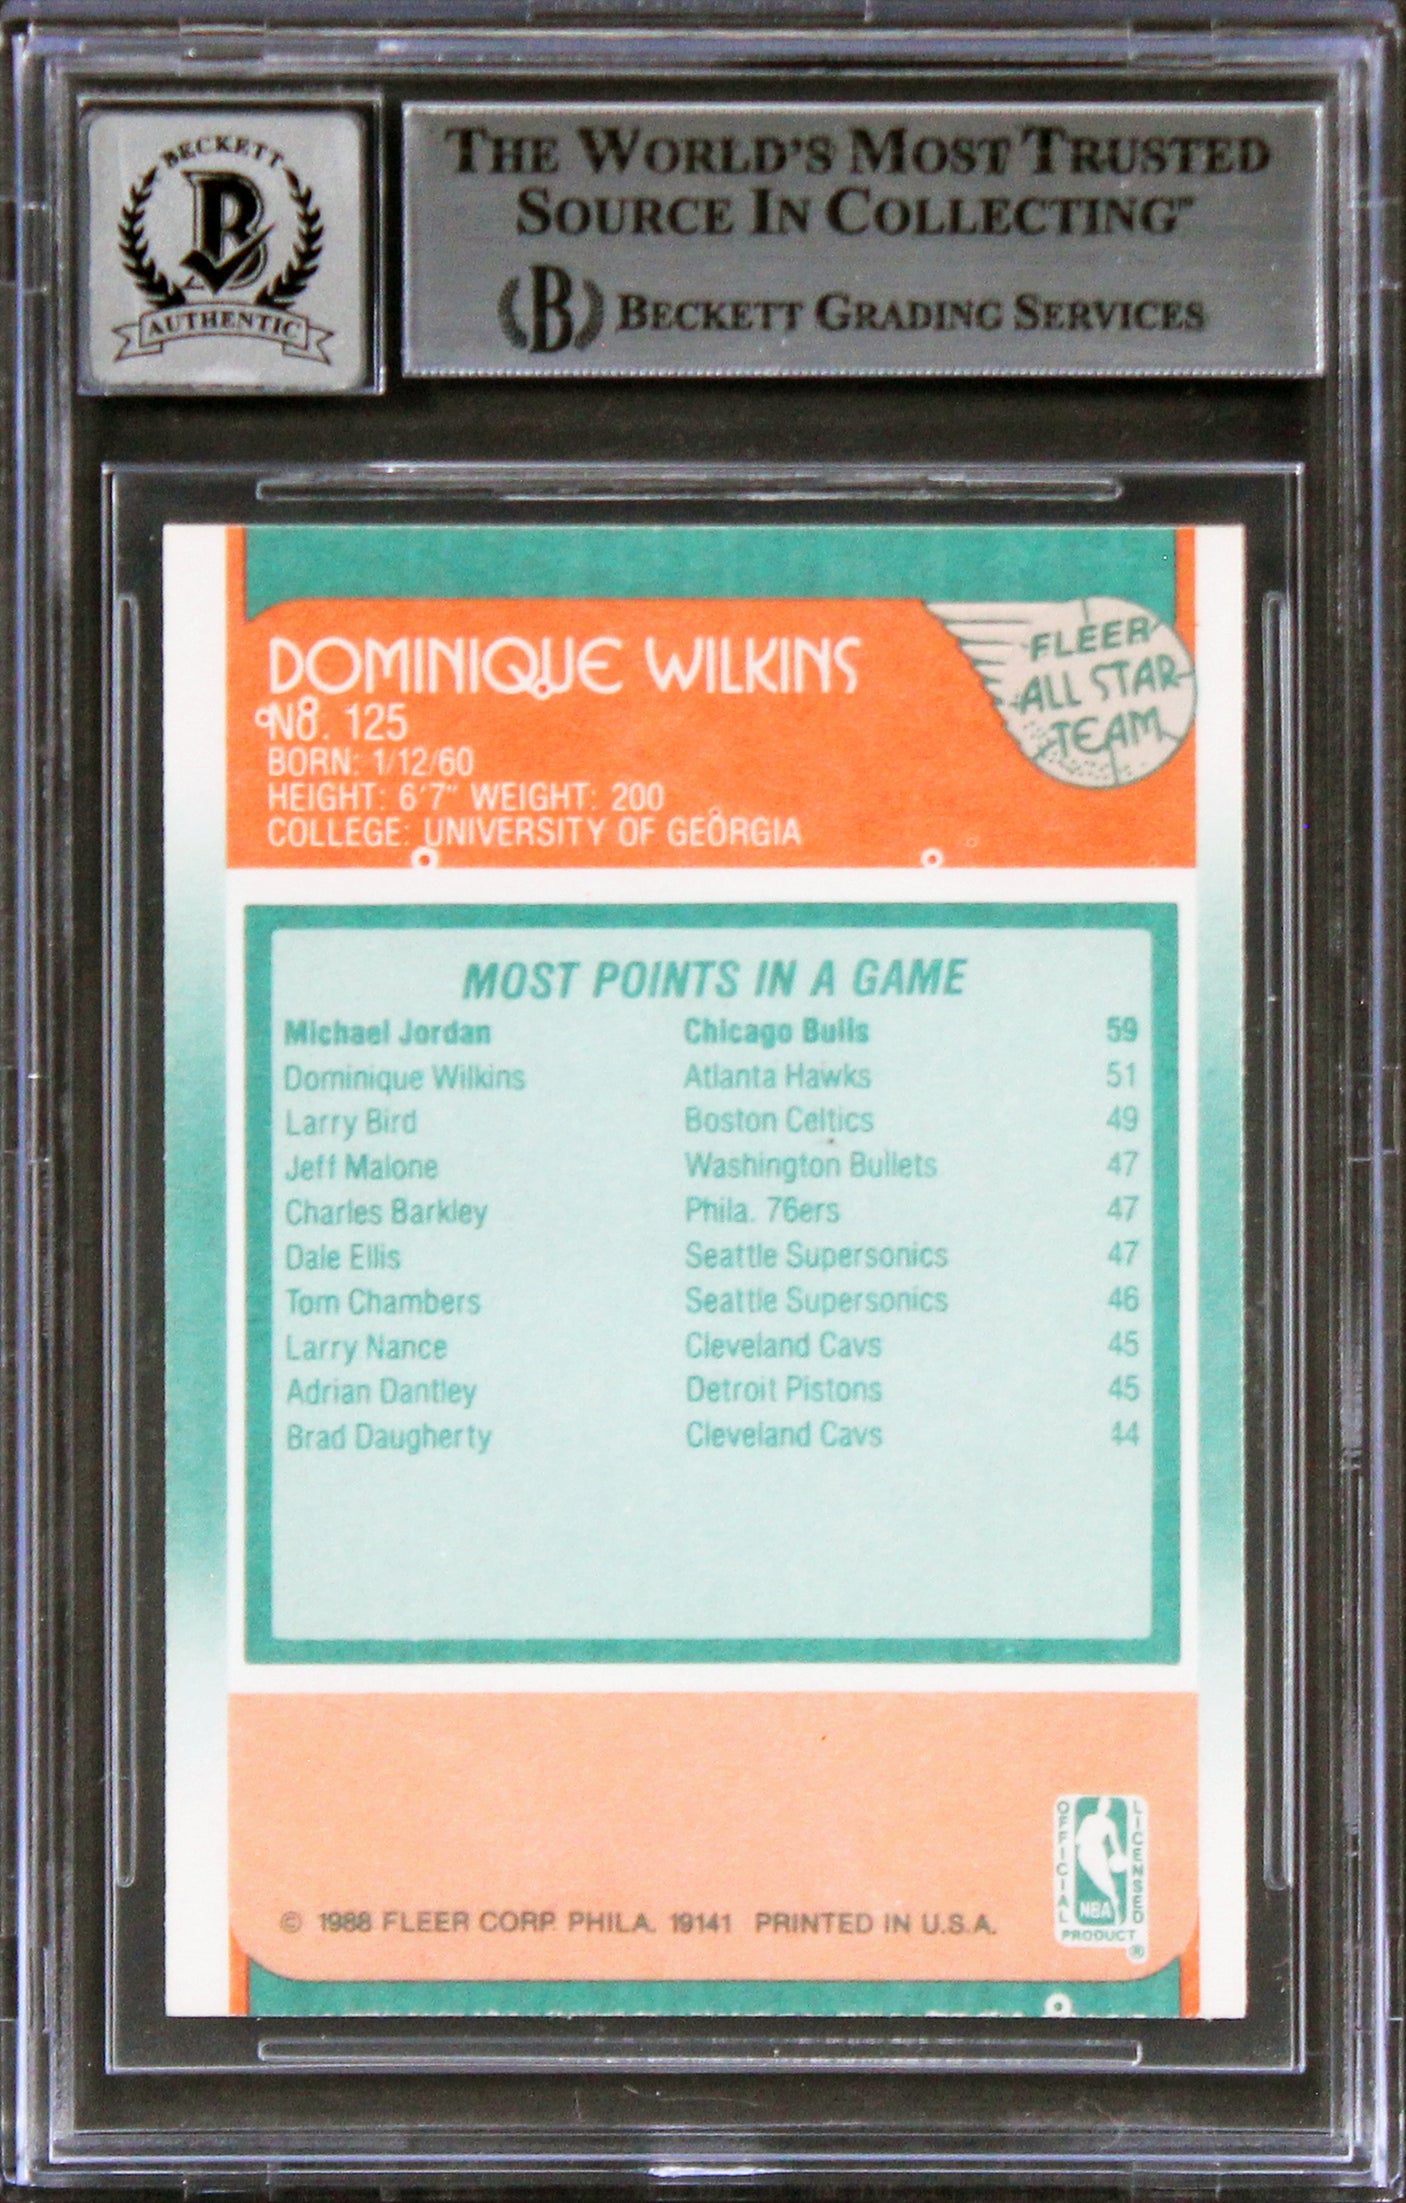 BECKETT
B
AUTHENTIC
THE WORLD'S MOST TRUSTED
SOURCE IN COLLECTING™
B BECKETT GRADING SERVICES
DOMINIQUE WILKINS
NO. 125
BORN: 1/12/60
HEIGHT: 6'7" WEIGHT: 200
COLLEGE: UNIVERSITY OF GEORGIA
FLEER
ALL STAR
TEAM
MOST POINTS IN A GAME
Michael Jordan Chicago Bulls 59
Dominique Wilkins Atlanta Hawks 51
Larry Bird Boston Celtics 49
Jeff Malone Washington Bullets 47
Charles Barkley Phila. 76ers 47
Dale Ellis Seattle Supersonics 47
Tom Chambers Seattle Supersonics 46
Larry Nance Cleveland Cavs 45
Adrian Dantley Detroit Pistons 45
Brad Daugherty Cleveland Cavs 44
© 1988 FLEER CORP. PHILA. 19141 PRINTED IN U.S.A.
OFFICIAL
LICENSED
NBA
PRODUCT
®